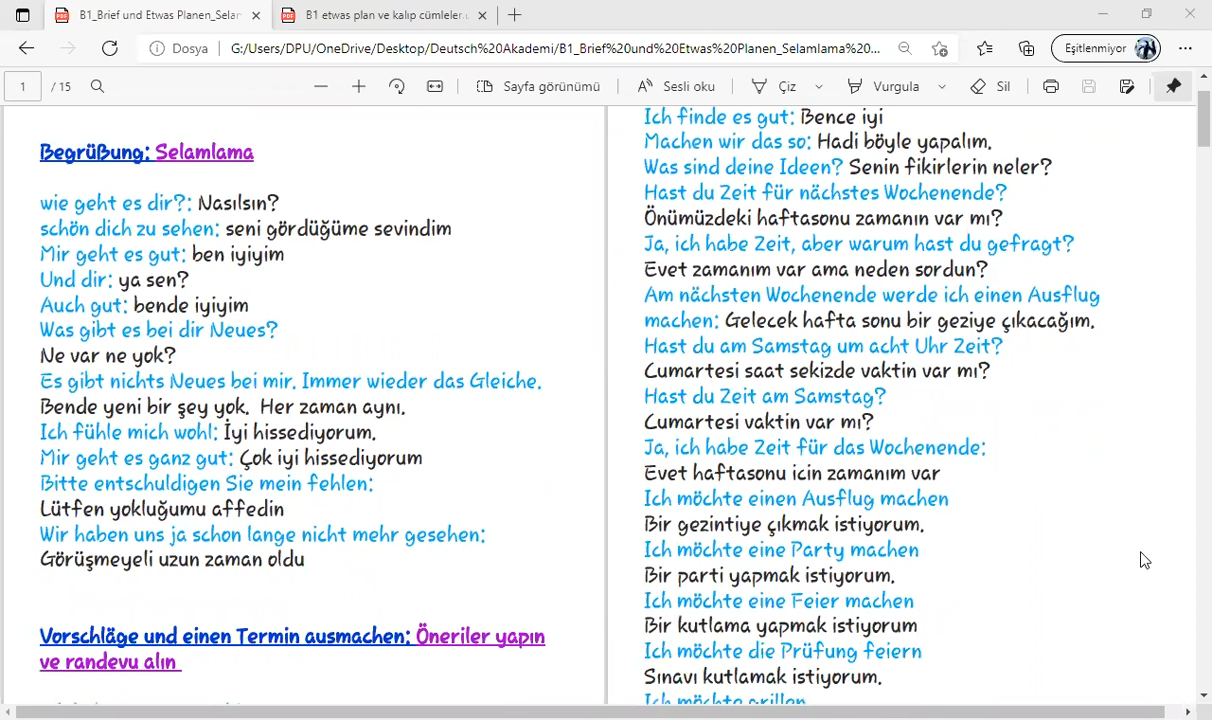 B1_Brief und Etwas Planen_Selam
B1 etwas plan ve kalıp cümleler.
Dosya
G:/Users/DPU/OneDrive/Desktop/Deutsch%20Akademi/B1_Brief%20und%20Etwas%20Planen_Selamlama%20...
Eşitlenmiyor
1 / 15
Sayfa görünümü
Sesli oku
Çiz
Vurgula
Sil
Begrüßung: Selamlama
wie geht es dir?: Nasılsın?
schön dich zu sehen: seni gördüğüme sevindim
Mir geht es gut: ben iyiyim
Und dir: ya sen?
Auch gut: bende iyiyim
Was gibt es bei dir Neues?
Ne var ne yok?
Es gibt nichts Neues bei mir. Immer wieder das Gleiche.
Bende yeni bir şey yok. Her zaman aynı.
Ich fühle mich wohl: İyi hissediyorum.
Mir geht es ganz gut: Çok iyi hissediyorum
Bitte entschuldigen Sie mein fehlen:
Lütfen yokluğumu affedin
Wir haben uns ja schon lange nicht mehr gesehen:
Görüşmeyeli uzun zaman oldu
Vorschläge und einen Termin ausmachen: Öneriler yapın
ve randevu alın
Ich finde es gut: Bence iyi
Machen wir das so: Hadi böyle yapalım.
Was sind deine Ideen? Senin fikirlerin neler?
Hast du Zeit für nächstes Wochenende?
Önümüzdeki haftasonu zamanın var mı?
Ja, ich habe Zeit, aber warum hast du gefragt?
Evet zamanım var ama neden sordun?
Am nächsten Wochenende werde ich einen Ausflug
machen: Gelecek hafta sonu bir geziye çıkacağım.
Hast du am Samstag um acht Uhr Zeit?
Cumartesi saat sekizde vaktin var mı?
Hast du Zeit am Samstag?
Cumartesi vaktin var mı?
Ja, ich habe Zeit für das Wochenende:
Evet haftasonu icin zamanım var
Ich möchte einen Ausflug machen
Bir gezintiye çıkmak istiyorum.
Ich möchte eine Party machen
Bir parti yapmak istiyorum.
Ich möchte eine Feier machen
Bir kutlama yapmak istiyorum
Ich möchte die Prüfung feiern
Sınavı kutlamak istiyorum.
Ich möchte grillen